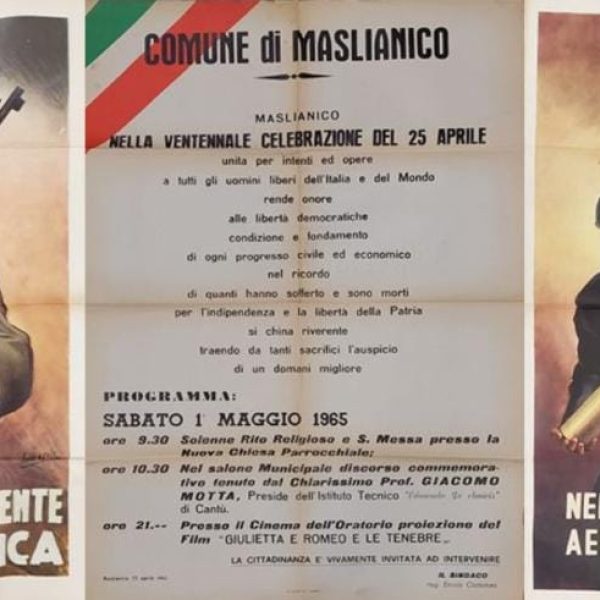 COMUNE di MASLIANICO
MASLIANICO
NELLA VENTENNALE CELEBRAZIONE DEL 25 APRILE
unita per intenti ed opere
a tutti gli uomini liberi dell'Italia e del Mondo
rende onore
alle libertà democratiche
condizione e fondamento
di ogni progresso civile ed economico
nel ricordo
di quanti hanno sofferto e sono morti
per l'indipendenza e la libertà della Patria
si china riverente
traendo da tanti sacrifici l'auspicio
di un domani migliore
PROGRAMMA:
SABATO 1° MAGGIO 1965
ore 9.30 Solenne Rito Religioso e S. Messa presso la
Nuova Chiesa Parrocchiale;
ore 10.30 Nel salone Municipale discorso commemora-
tivo tenuto dal Chiarissimo Prof. GIACOMO
MOTTA, Preside dell'Istituto Tecnico
di Cantù.
ore 21.-- Presso il Cinema dell'Oratorio proiezione del
Film "GIULIETTA E ROMEO E LE TENEBRE".
LA CITTADINANZA E' VIVAMENTE INVITATA AD INTERVENIRE
IL SINDACO
ENTE
ICA
NE
AE